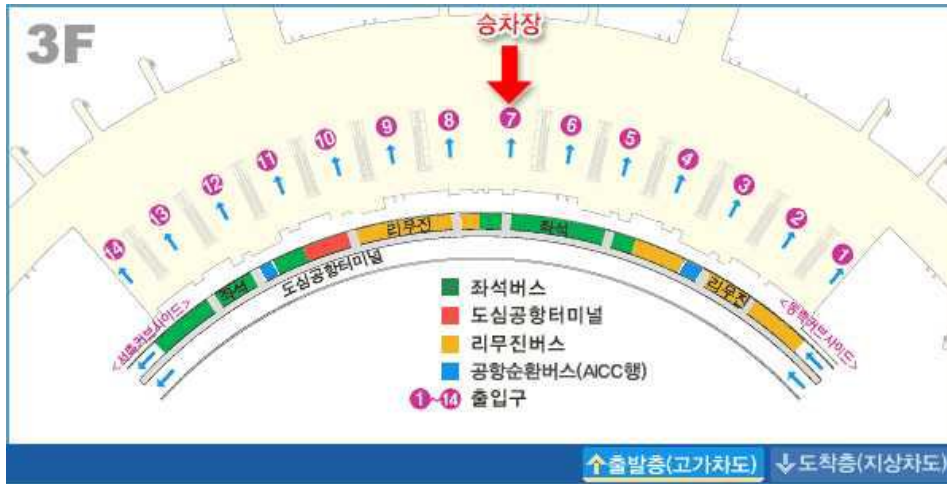 3F
승차장
14
13
12
11
10
9
8
7
6
5
4
3
2
1
리무진
좌석
좌석
도심공항터미널
리무진
<서측커브사이드>
<동측커브사이드>
좌석버스
도심공항터미널
리무진버스
공항순환버스(AICC행)
1~14 출입구
출발층(고가차도) 도착층(지상차도)